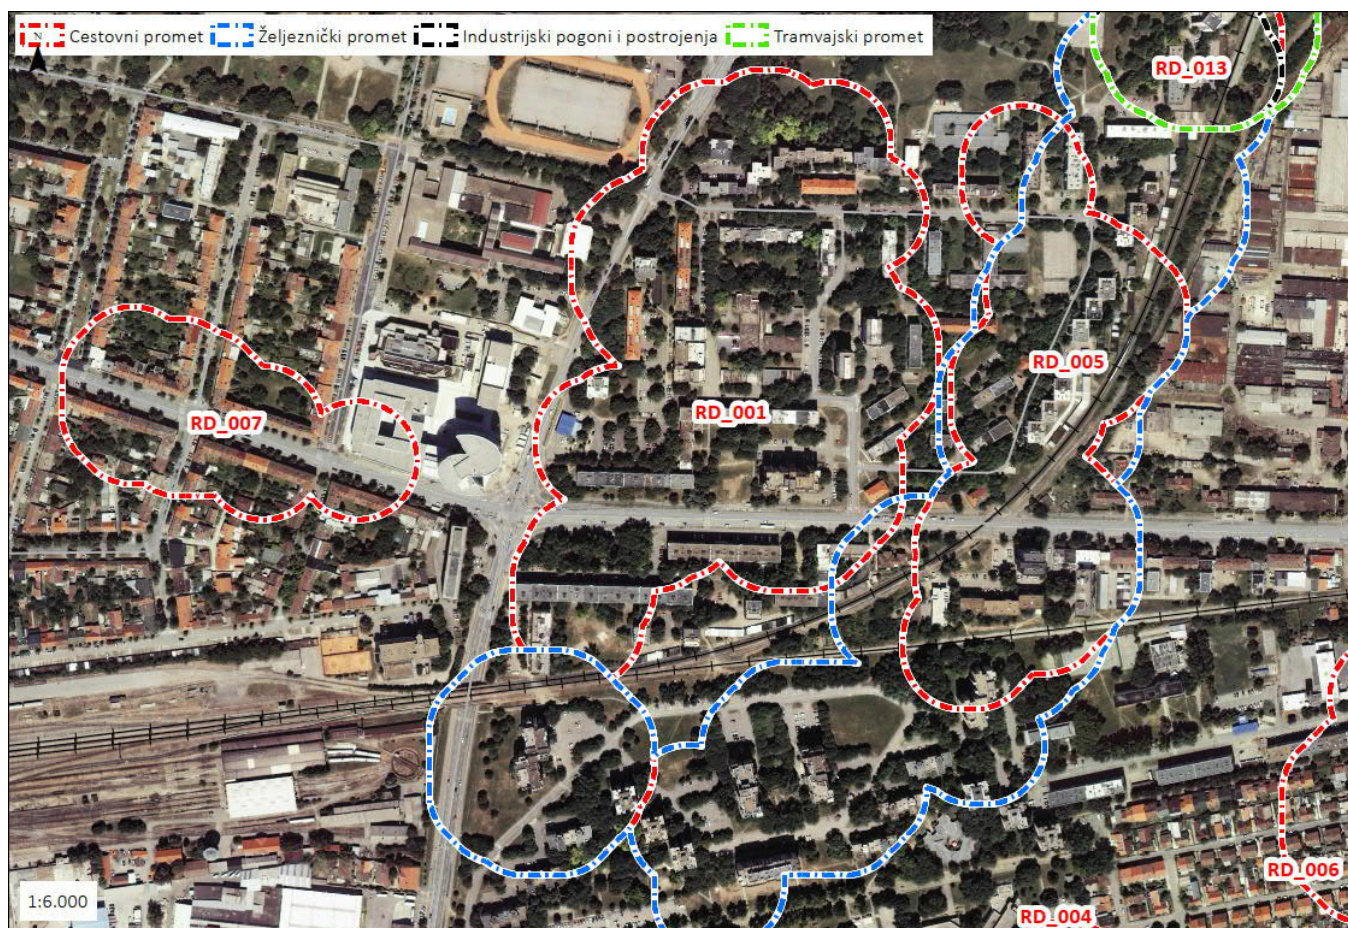 N Cestovni promet Željeznički promet Industrijski pogoni i postrojenja Tramvajski promet
RD_013
RD_005
RD_001
RD_007
RD_006
1:6.000
RD_004